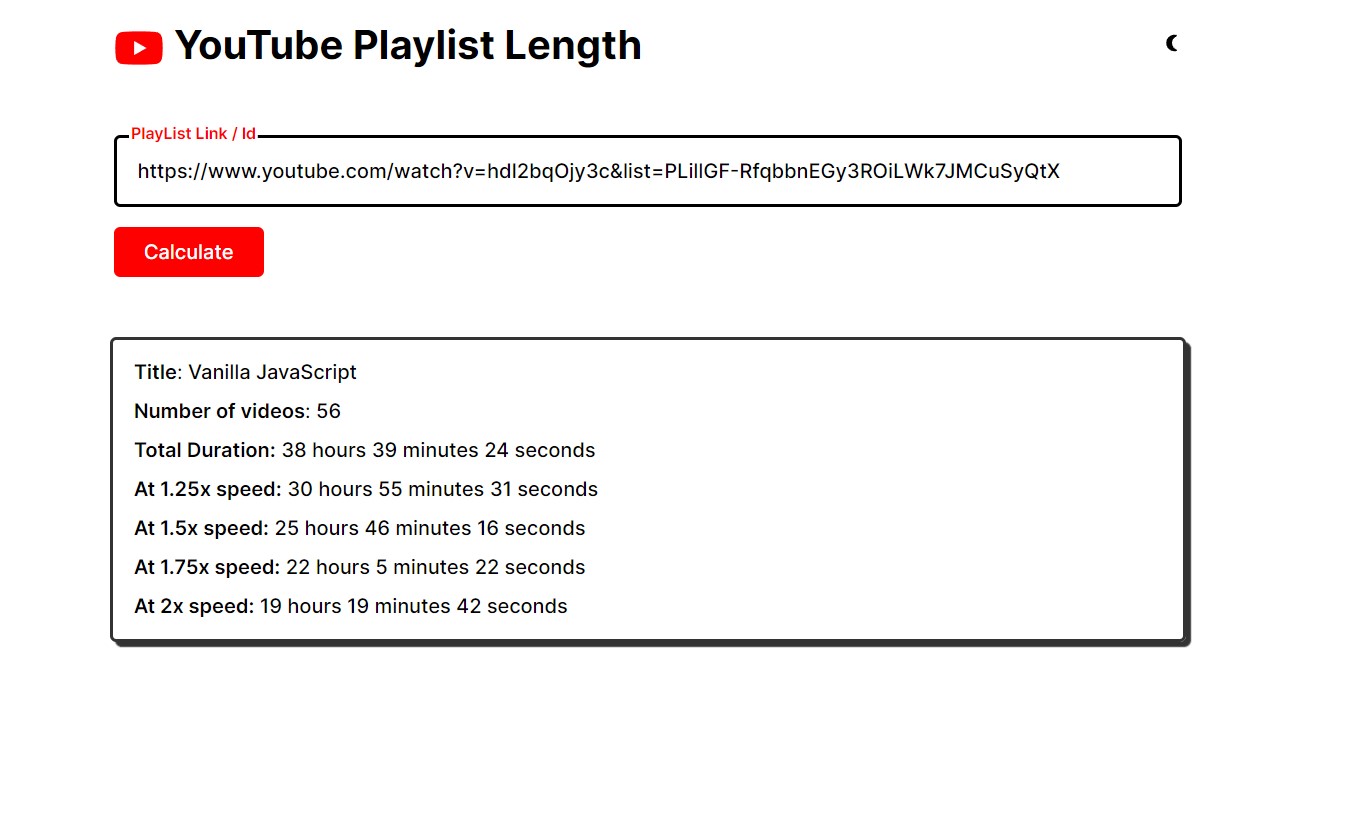 YouTube Playlist Length
PlayList Link / Id
https://www.youtube.com/watch?v=hdI2bqOjy3c&list=PLillGF-RfqbbnEGy3ROiLWk7JMCuSyQtX
Calculate
Title: Vanilla JavaScript
Number of videos: 56
Total Duration: 38 hours 39 minutes 24 seconds
At 1.25x speed: 30 hours 55 minutes 31 seconds
At 1.5x speed: 25 hours 46 minutes 16 seconds
At 1.75x speed: 22 hours 5 minutes 22 seconds
At 2x speed: 19 hours 19 minutes 42 seconds